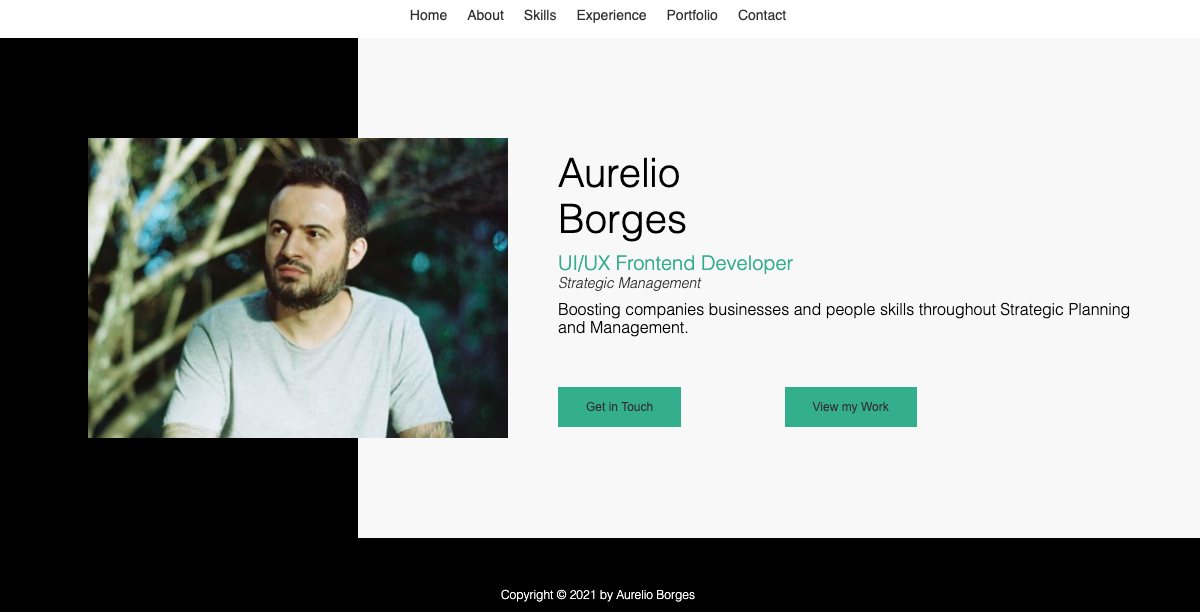 Home About Skills Experience Portfolio Contact
Aurelio
Borges
UI/UX Frontend Developer
Strategic Management
Boosting companies businesses and people skills throughout Strategic Planning
and Management.
Get in Touch View my Work
Copyright © 2021 by Aurelio Borges